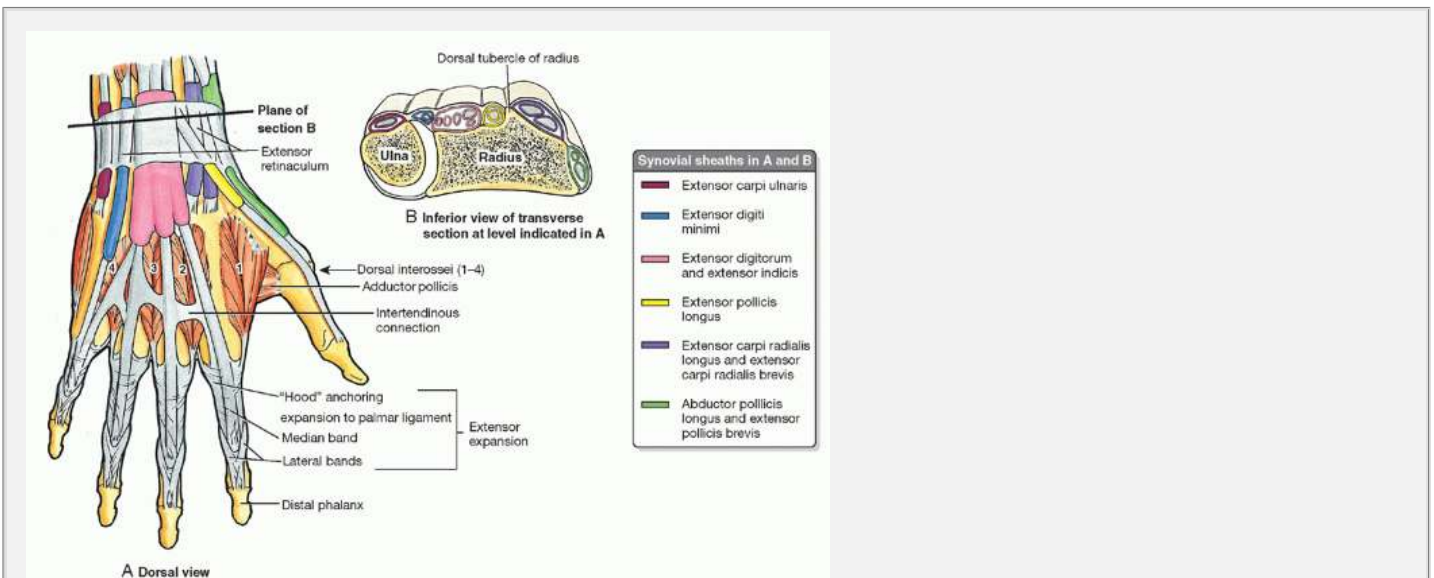 Dorsal tubercle of radius
Plane of
section B
Extensor
retinaculum
Ulna
Radius
B Inferior view of transverse
section at level indicated in A
4
3
2
1
Dorsal interossei (1–4)
Adductor pollicis
Intertendinous
connection
"Hood" anchoring
expansion to palmar ligament
Median band
Lateral bands
Extensor
expansion
Distal phalanx
A Dorsal view
Synovial sheaths in A and B
Extensor carpi ulnaris
Extensor digiti
minimi
Extensor digitorum
and extensor indicis
Extensor pollicis
longus
Extensor carpi radialis
longus and extensor
carpi radialis brevis
Abductor polllicis
longus and extensor
pollicis brevis